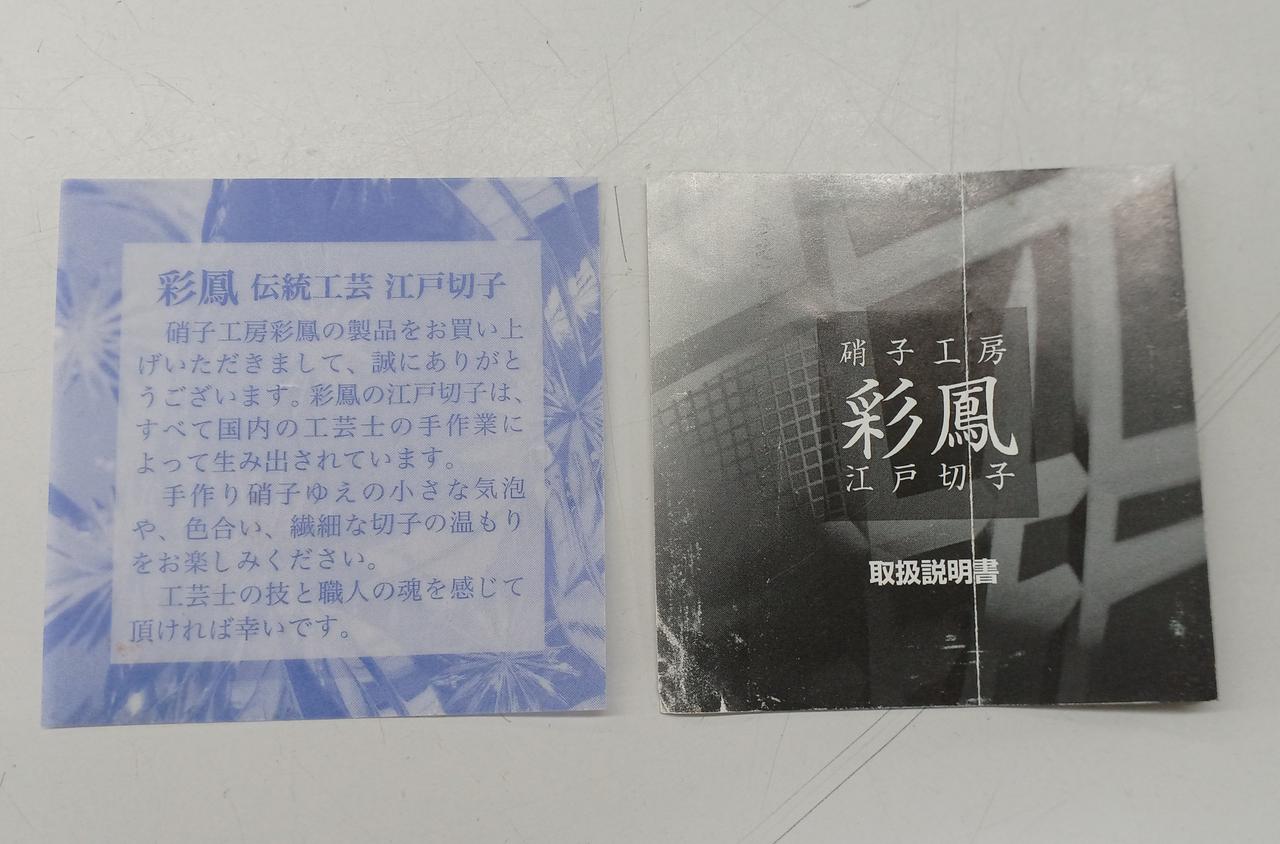 彩鳳 伝統工芸 江戸切子
硝子工房彩鳳の製品をお買い上
げいただきまして、誠にありがと
うございます。彩鳳の江戸切子は、
すべて国内の工芸士の手作業に
よって生み出されています。
手作り硝子ゆえの小さな気泡
や、色合い、繊細な切子の温もり
をお楽しみください。
工芸士の技と職人の魂を感じて
頂ければ幸いです。
硝子工房
彩鳳
江戸切子
取扱説明書